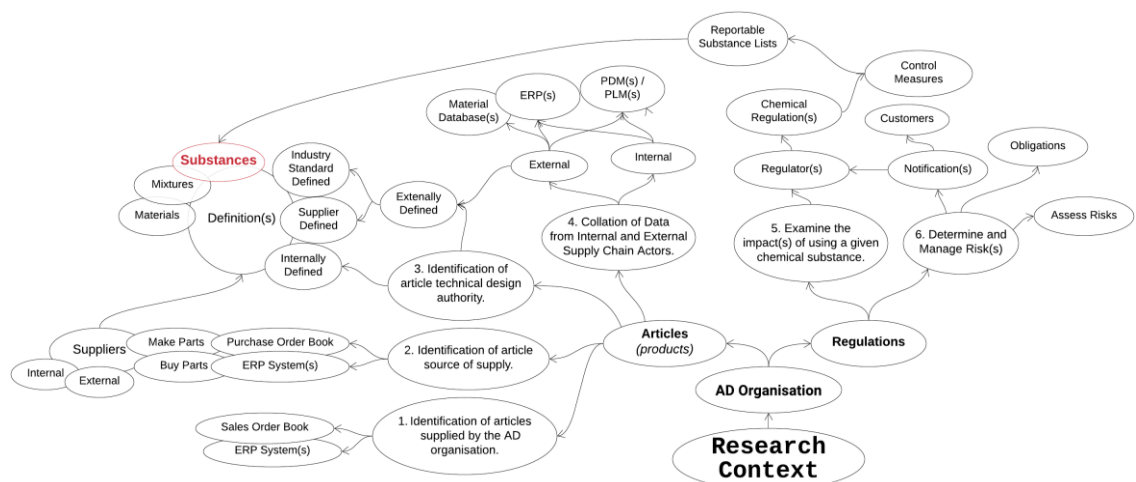 Reportable
Substance Lists
Control
Measures
PDM(s) /
PLM(s)
ERP(s)
Material
Database(s)
Chemical
Regulation(s)
Customers
Obligations
Substances
Industry
Standard
Defined
External
Internal
Regulator(s)
Notification(s)
Mixtures
Materials
Definition(s)
Supplier
Defined
Extenally
Defined
Assess Risks
4. Collation of Data
from Internal and External
Supply Chain Actors.
5. Examine the
impact(s) of using a given
chemical substance.
6. Determine and
Manage Risk(s)
Internally
Defined
3. Identification of
article technical design
authority.
Suppliers
Internal
External
Make Parts
Buy Parts
Purchase Order Book
ERP System(s)
2. Identification of article
source of supply.
Articles
(products)
Regulations
AD Organisation
Sales Order Book
ERP System(s)
1. Identification of articles
supplied by the AD
organisation.
Research
Context